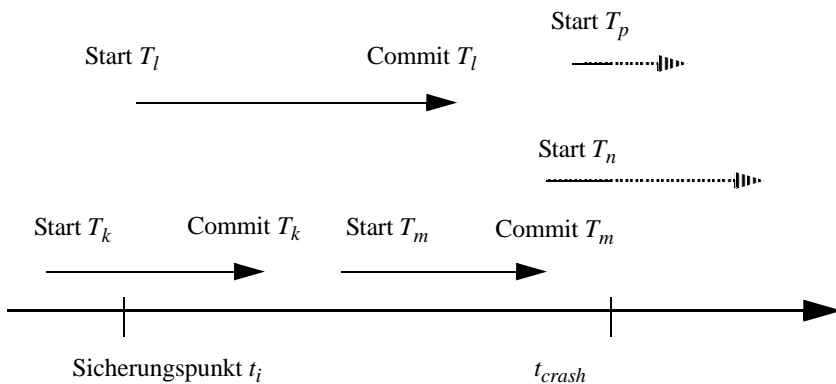 Start T_p
Start T_l Commit T_l
Start T_n
Start T_k Commit T_k Start T_m Commit T_m
Sicherungspunkt t_i t_crash